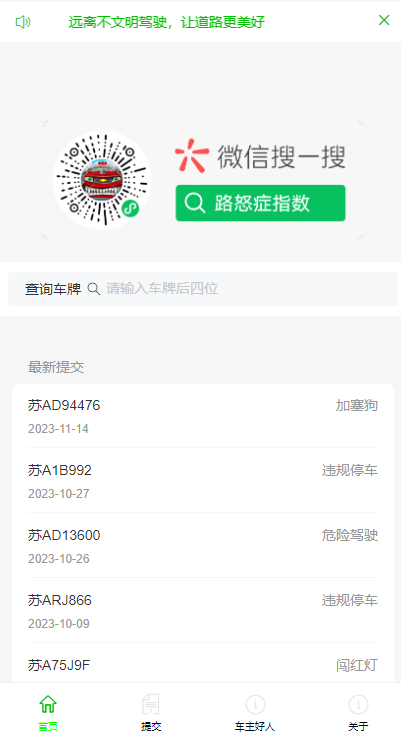 远离不文明驾驶，让道路更美好
微信搜一搜
路怒症指数
查询车牌 请输入车牌后四位
最新提交
苏AD94476 加塞狗
2023-11-14
苏A1B992 违规停车
2023-10-27
苏AD13600 危险驾驶
2023-10-26
苏ARJ866 违规停车
2023-10-09
苏A75J9F 闯红灯
首页 提交 车主好人 关于